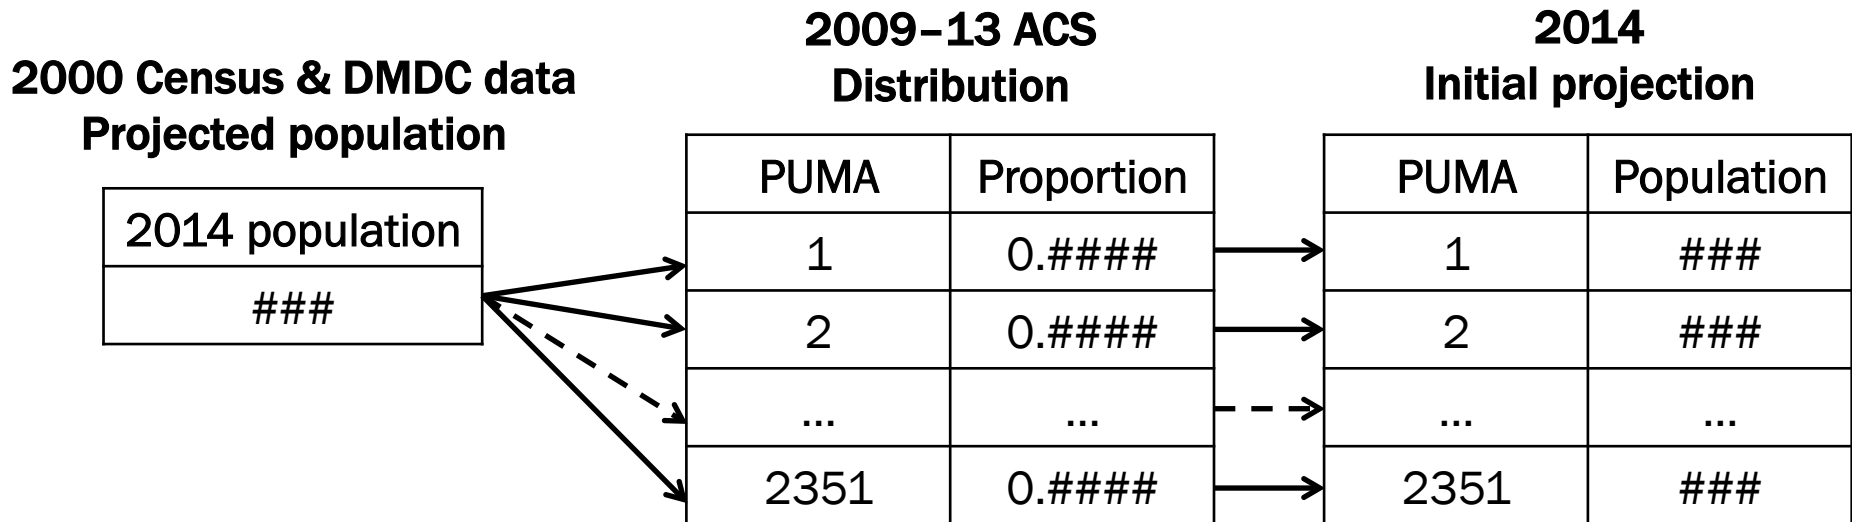 2000 Census & DMDC data
Projected population
2014 population
###
2009–13 ACS
Distribution
PUMA Proportion
1 0.####
2 0.####
... ...
2351 0.####
2014
Initial projection
PUMA Population
1 ###
2 ###
... ...
2351 ###